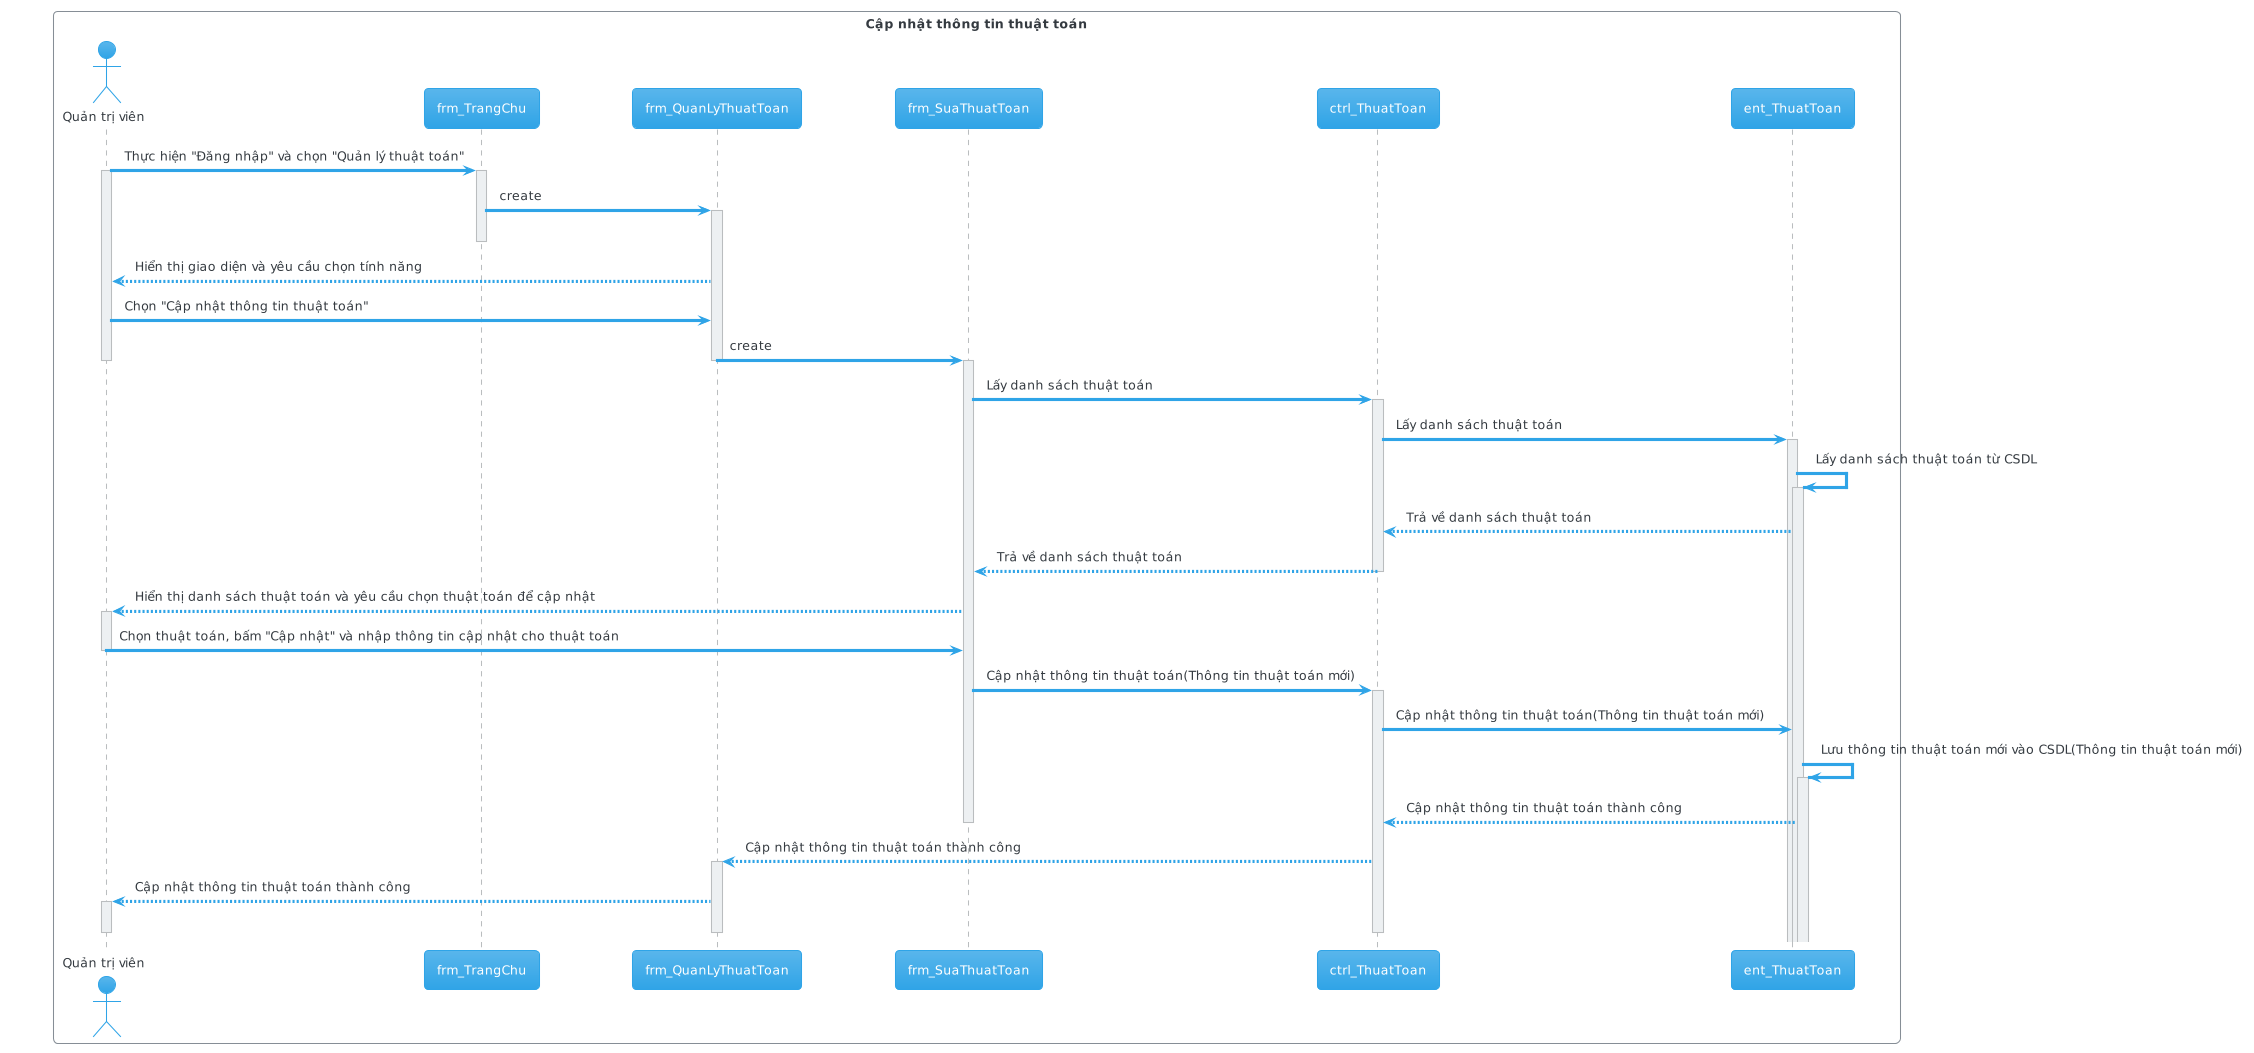 Cập nhật thông tin thuật toán
Quản trị viên
frm_TrangChu
frm_QuanLyThuatToan
frm_SuaThuatToan
ctrl_ThuatToan
ent_ThuatToan
Thực hiện "Đăng nhập" và chọn "Quản lý thuật toán"
create
Hiển thị giao diện và yêu cầu chọn tính năng
Chọn "Cập nhật thông tin thuật toán"
create
Lấy danh sách thuật toán
Lấy danh sách thuật toán
Lấy danh sách thuật toán từ CSDL
Trả về danh sách thuật toán
Trả về danh sách thuật toán
Hiển thị danh sách thuật toán và yêu cầu chọn thuật toán để cập nhật
Chọn thuật toán, bấm "Cập nhật" và nhập thông tin cập nhật cho thuật toán
Cập nhật thông tin thuật toán(Thông tin thuật toán mới)
Cập nhật thông tin thuật toán(Thông tin thuật toán mới)
Lưu thông tin thuật toán mới vào CSDL(Thông tin thuật toán mới)
Cập nhật thông tin thuật toán thành công
Cập nhật thông tin thuật toán thành công
Cập nhật thông tin thuật toán thành công
Quản trị viên
frm_TrangChu
frm_QuanLyThuatToan
frm_SuaThuatToan
ctrl_ThuatToan
ent_ThuatToan